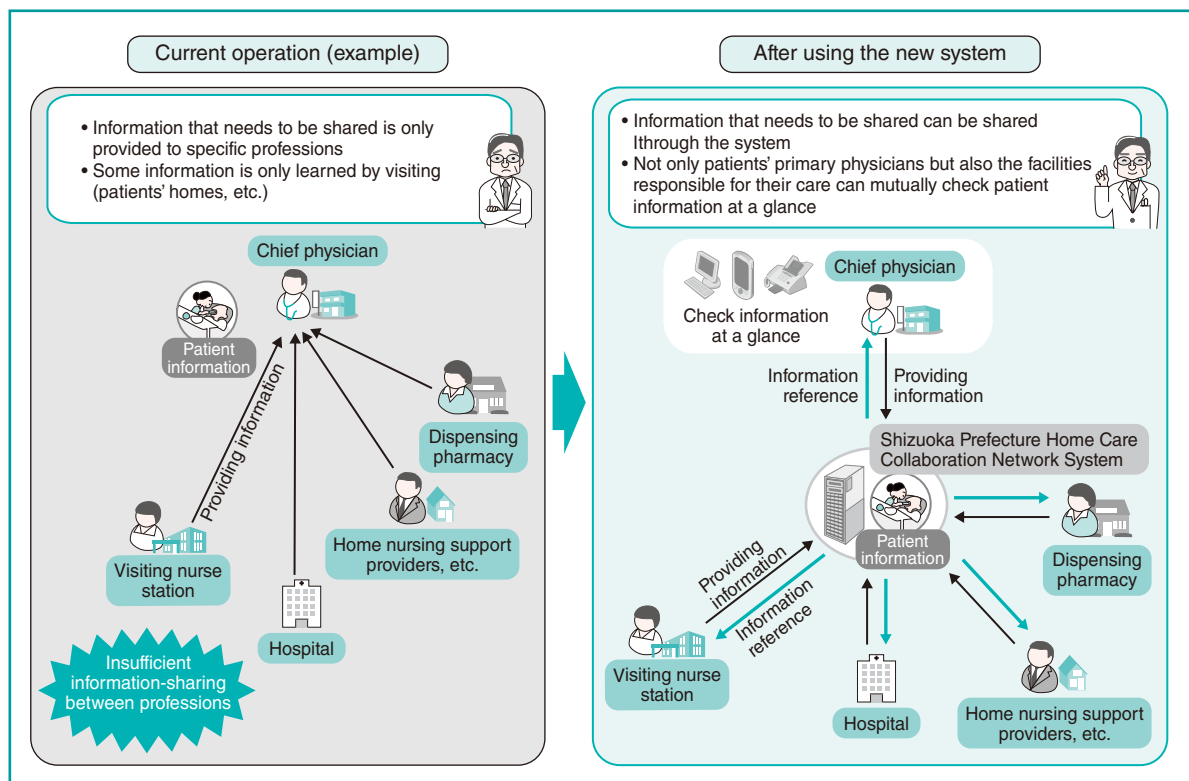 Current operation (example)
• Information that needs to be shared is only
provided to specific professions
• Some information is only learned by visiting
(patients’ homes, etc.)
Chief physician
Patient
information
Providing information
Dispensing
pharmacy
Home nursing support
providers, etc.
Visiting nurse
station
Hospital
Insufficient
information-sharing
between professions
After using the new system
• Information that needs to be shared can be shared
lthrough the system
• Not only patients’ primary physicians but also the facilities
responsible for their care can mutually check patient
information at a glance
Chief physician
Check information
at a glance
Information
reference
Providing
information
Shizuoka Prefecture Home Care
Collaboration Network System
Patient
information
Dispensing
pharmacy
Providing
information
Information
reference
Visiting nurse
station
Hospital
Home nursing support
providers, etc.